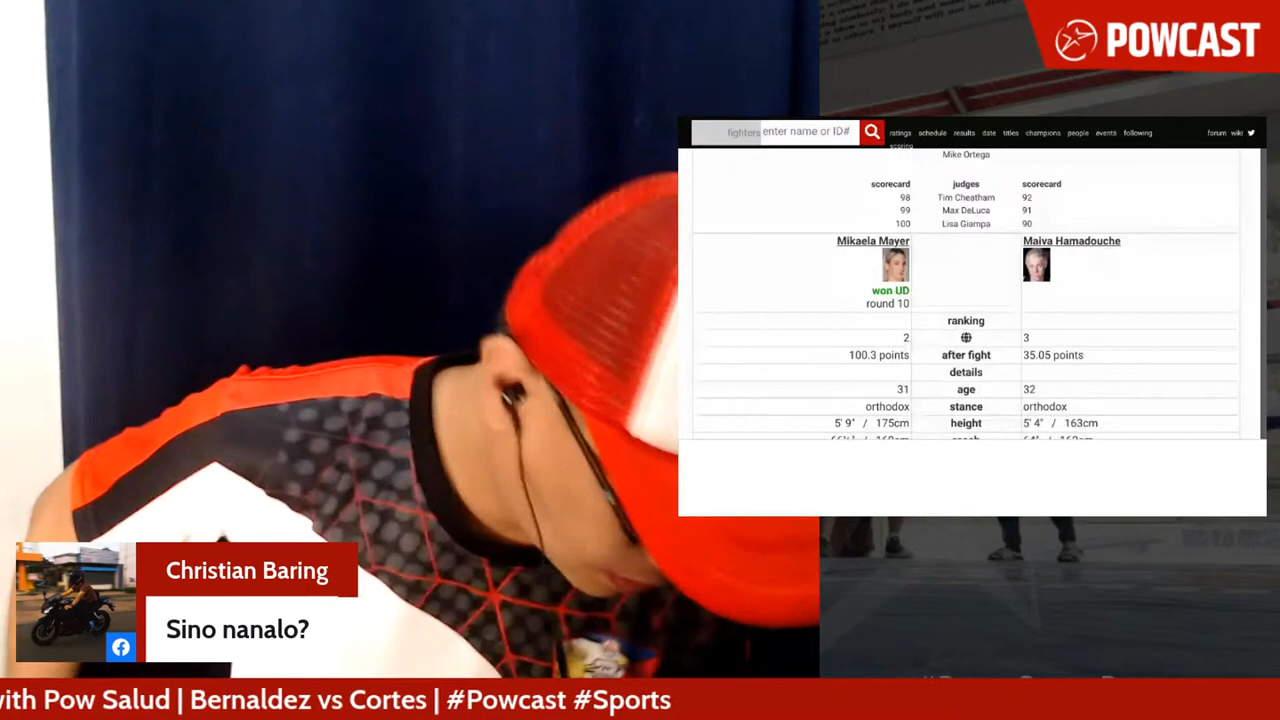 POWCAST
fighters enter name or ID#
ratings schedule results date titles champions people events following
forum wiki
scoring
Mike Ortega
scorecard judges scorecard
98 Tim Cheatham 92
99 Max DeLuca 91
100 Lisa Giampa 90
Mikaela Mayer Maiva Hamadouche
won UD
round 10
ranking
2 3
100.3 points after fight 35.05 points
details
31 age 32
orthodox stance orthodox
5' 9" / 175cm height 5' 4" / 163cm
Christian Baring
Sino nanalo?
with Pow Salud | Bernaldez vs Cortes | #Powcast #Sports